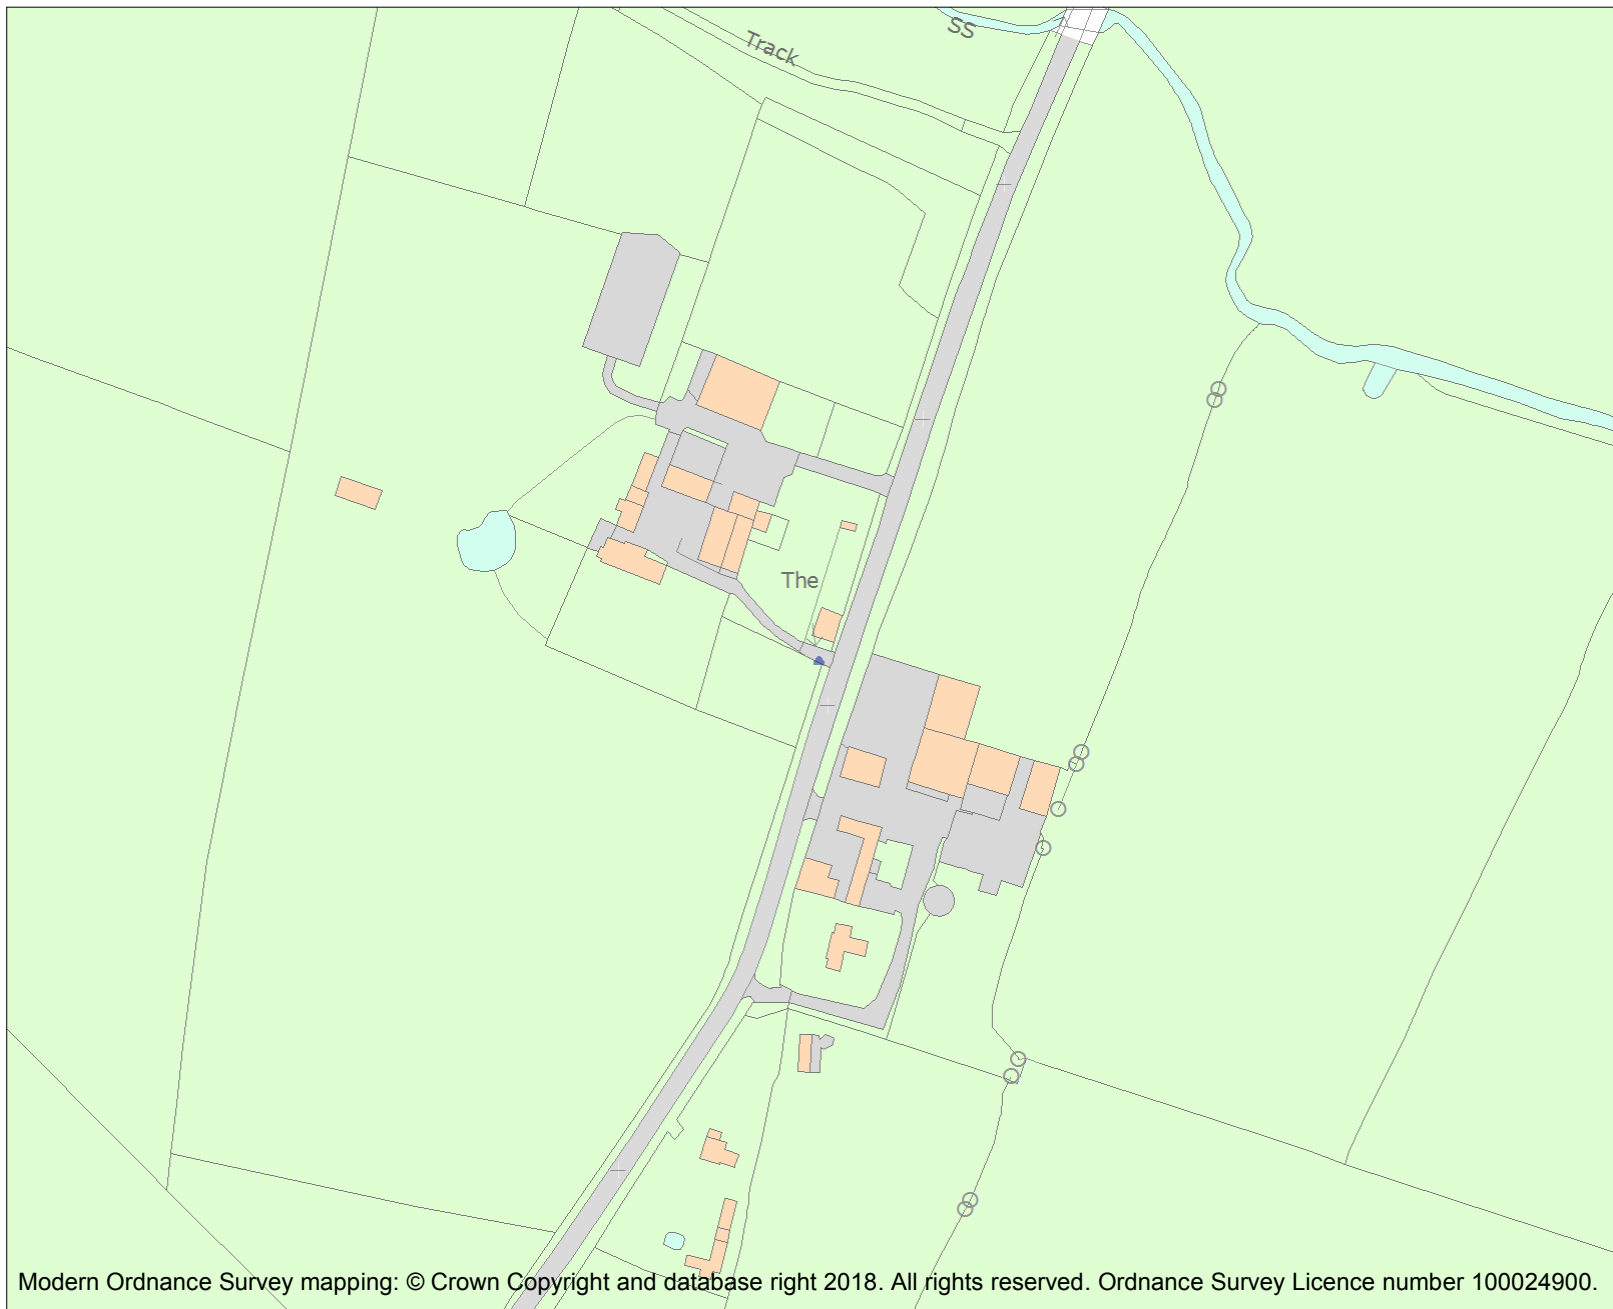 SS
Track
The
Modern Ordnance Survey mapping: © Crown Copyright and database right 2018. All rights reserved. Ordnance Survey Licence number 100024900.